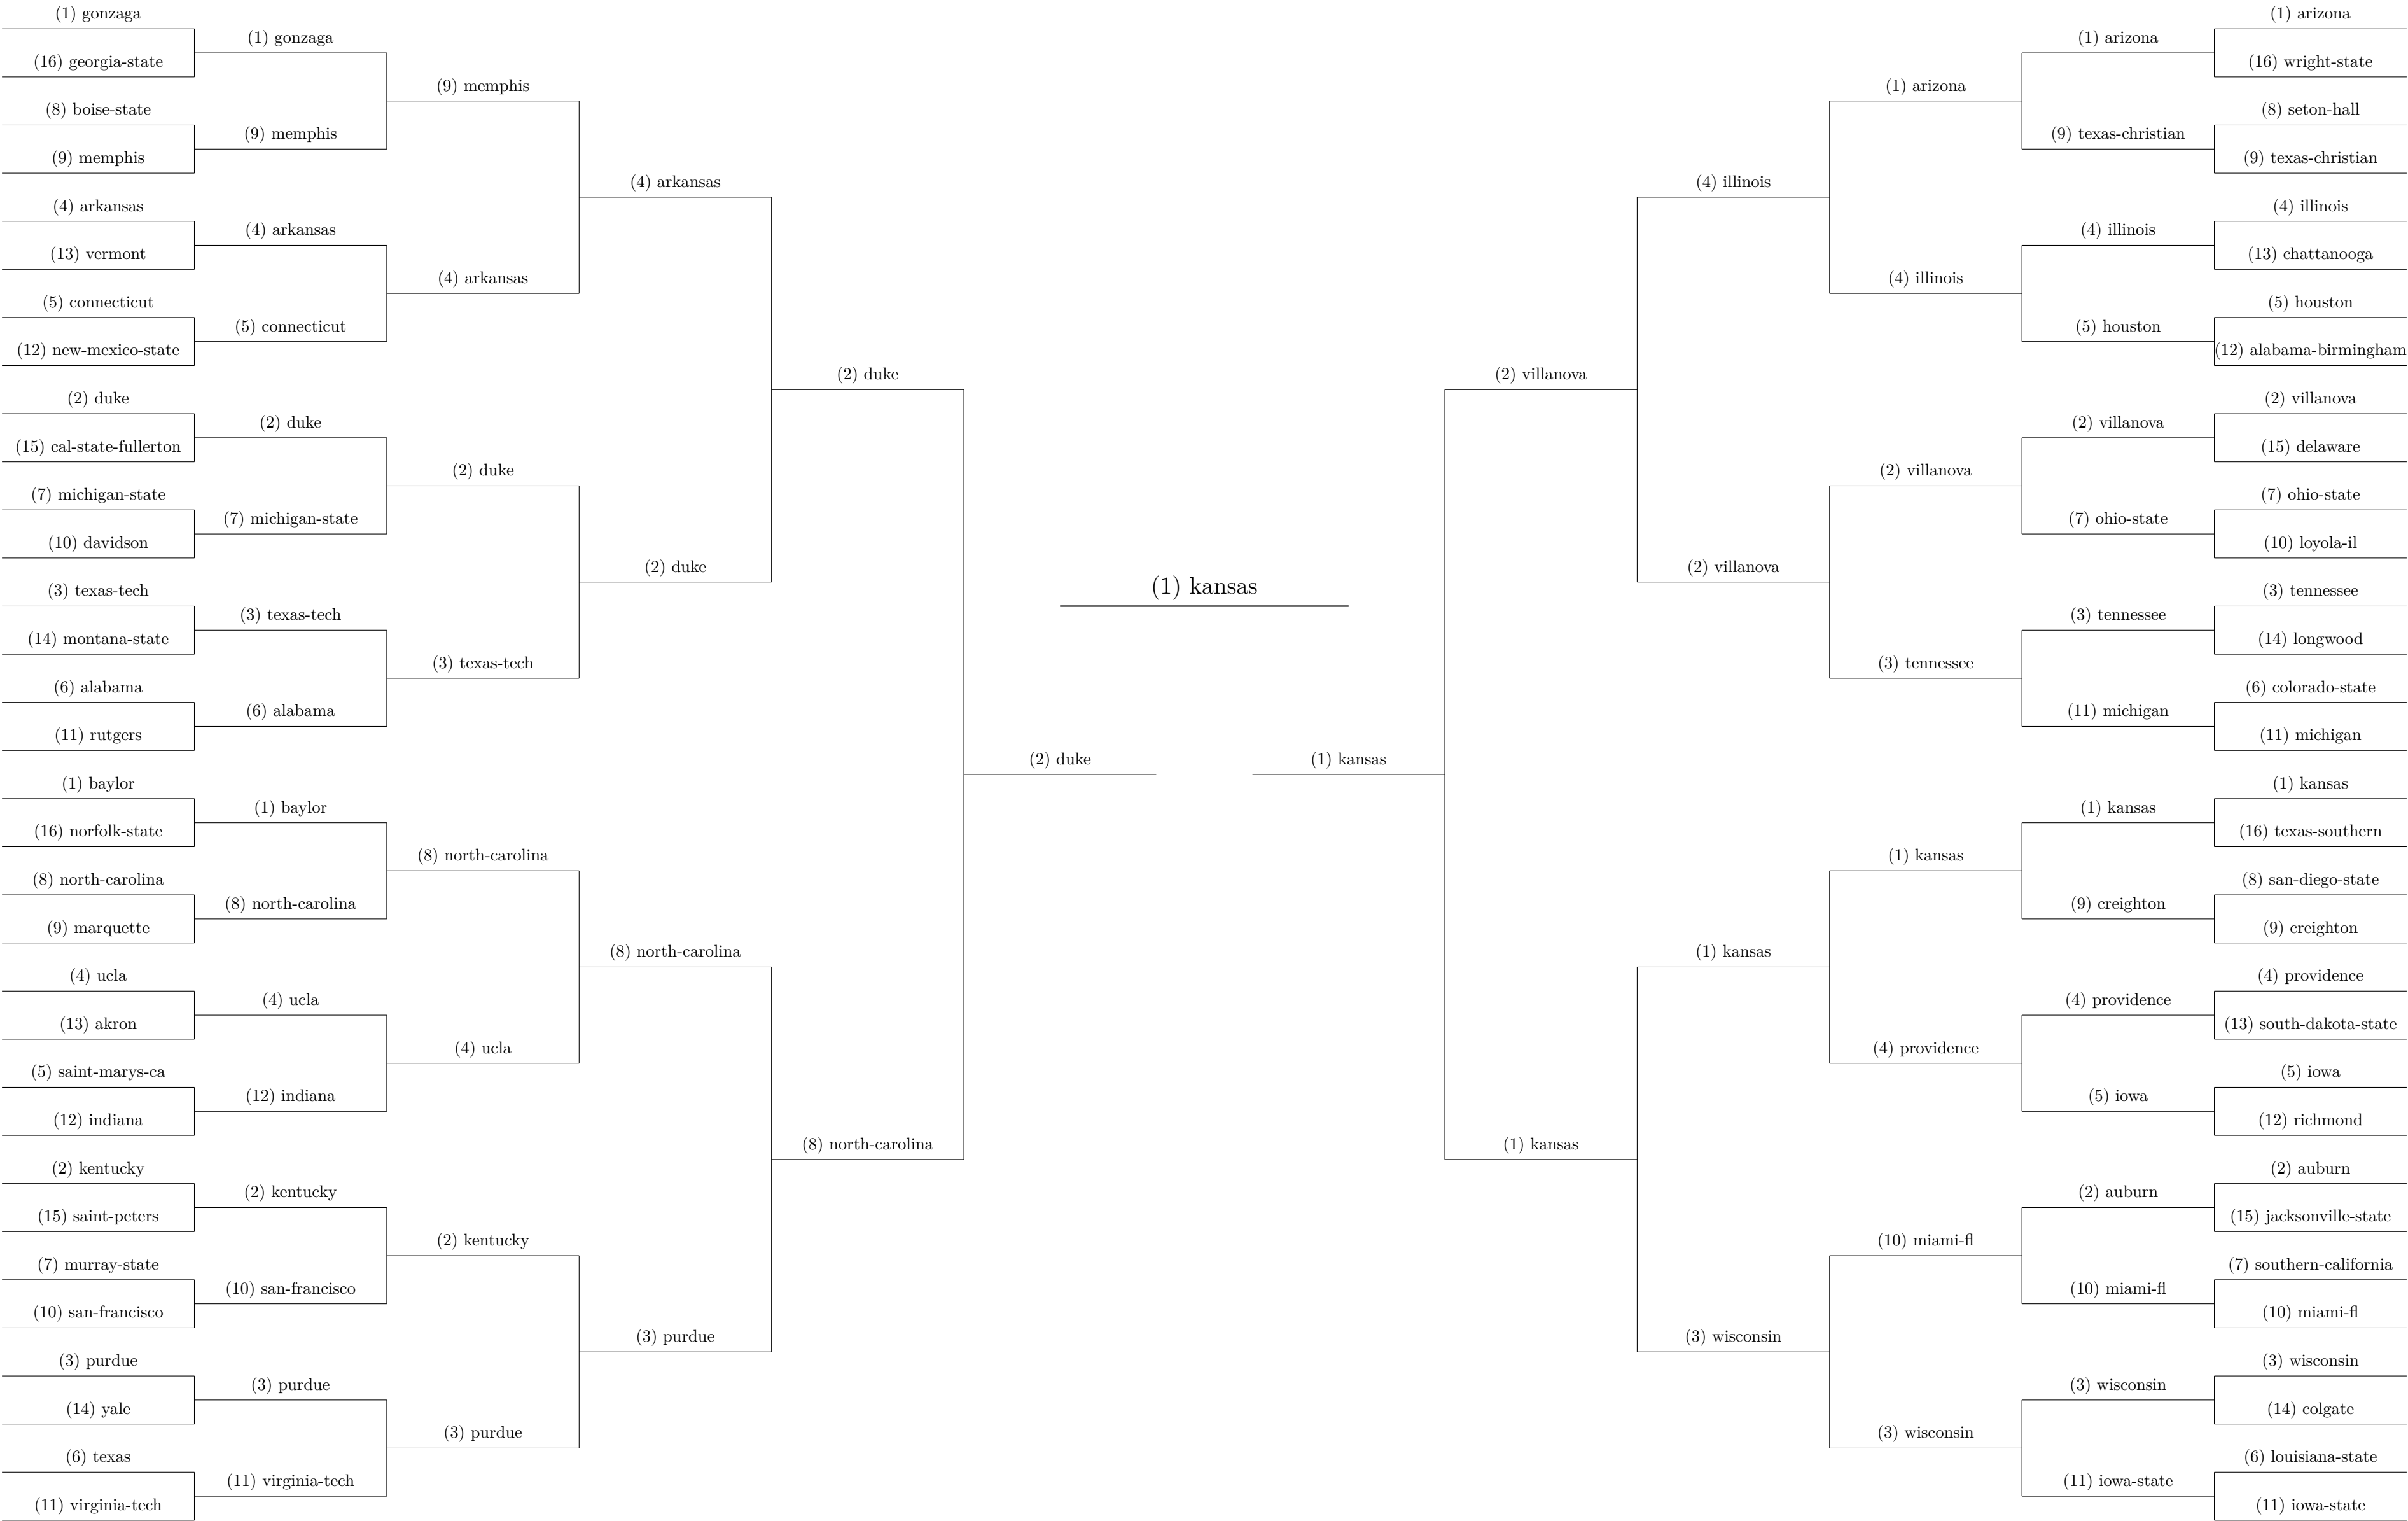 (1) gonzaga
(16) georgia-state
(8) boise-state
(9) memphis
(4) arkansas
(13) vermont
(5) connecticut
(12) new-mexico-state
(2) duke
(15) cal-state-fullerton
(7) michigan-state
(10) davidson
(3) texas-tech
(14) montana-state
(6) alabama
(11) rutgers
(1) baylor
(16) norfolk-state
(8) north-carolina
(9) marquette
(4) ucla
(13) akron
(5) saint-marys-ca
(12) indiana
(2) kentucky
(15) saint-peters
(7) murray-state
(10) san-francisco
(3) purdue
(14) yale
(6) texas
(11) virginia-tech
(1) gonzaga
(9) memphis
(4) arkansas
(5) connecticut
(2) duke
(7) michigan-state
(3) texas-tech
(6) alabama
(1) baylor
(8) north-carolina
(4) ucla
(12) indiana
(2) kentucky
(10) san-francisco
(3) purdue
(11) virginia-tech
(9) memphis
(4) arkansas
(2) duke
(3) texas-tech
(8) north-carolina
(4) ucla
(2) kentucky
(3) purdue
(4) arkansas
(2) duke
(8) north-carolina
(3) purdue
(2) duke
(8) north-carolina
(2) duke
(1) kansas
(1) kansas
(2) villanova
(1) kansas
(4) illinois
(2) villanova
(1) kansas
(3) wisconsin
(1) arizona
(4) illinois
(2) villanova
(3) tennessee
(1) kansas
(4) providence
(10) miami-fl
(3) wisconsin
(1) arizona
(9) texas-christian
(4) illinois
(5) houston
(2) villanova
(7) ohio-state
(3) tennessee
(11) michigan
(1) kansas
(9) creighton
(4) providence
(5) iowa
(2) auburn
(10) miami-fl
(3) wisconsin
(11) iowa-state
(1) arizona
(16) wright-state
(8) seton-hall
(9) texas-christian
(4) illinois
(13) chattanooga
(5) houston
(12) alabama-birmingham
(2) villanova
(15) delaware
(7) ohio-state
(10) loyola-il
(3) tennessee
(14) longwood
(6) colorado-state
(11) michigan
(1) kansas
(16) texas-southern
(8) san-diego-state
(9) creighton
(4) providence
(13) south-dakota-state
(5) iowa
(12) richmond
(2) auburn
(15) jacksonville-state
(7) southern-california
(10) miami-fl
(3) wisconsin
(14) colgate
(6) louisiana-state
(11) iowa-state